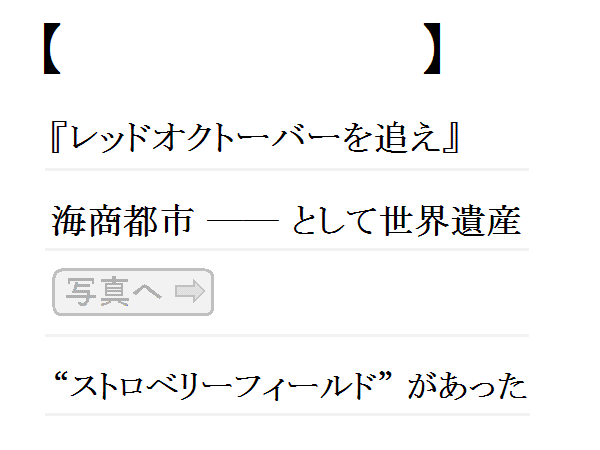 【 】
『レッドオクトーバーを追え』
海商都市 ―― として世界遺産
写真へ ⇨
“ストロベリーフィールド” があった